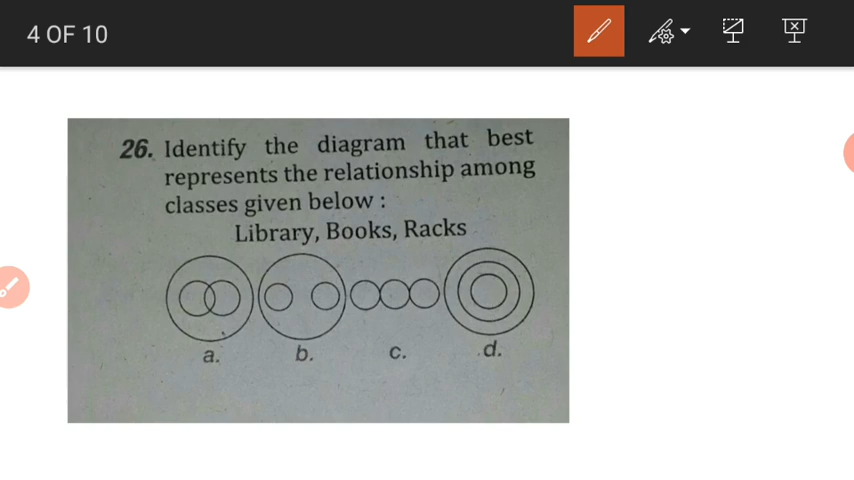 4 OF 10
26. Identify the diagram that best
represents the relationship among
classes given below :
Library, Books, Racks
a. b. c. d.